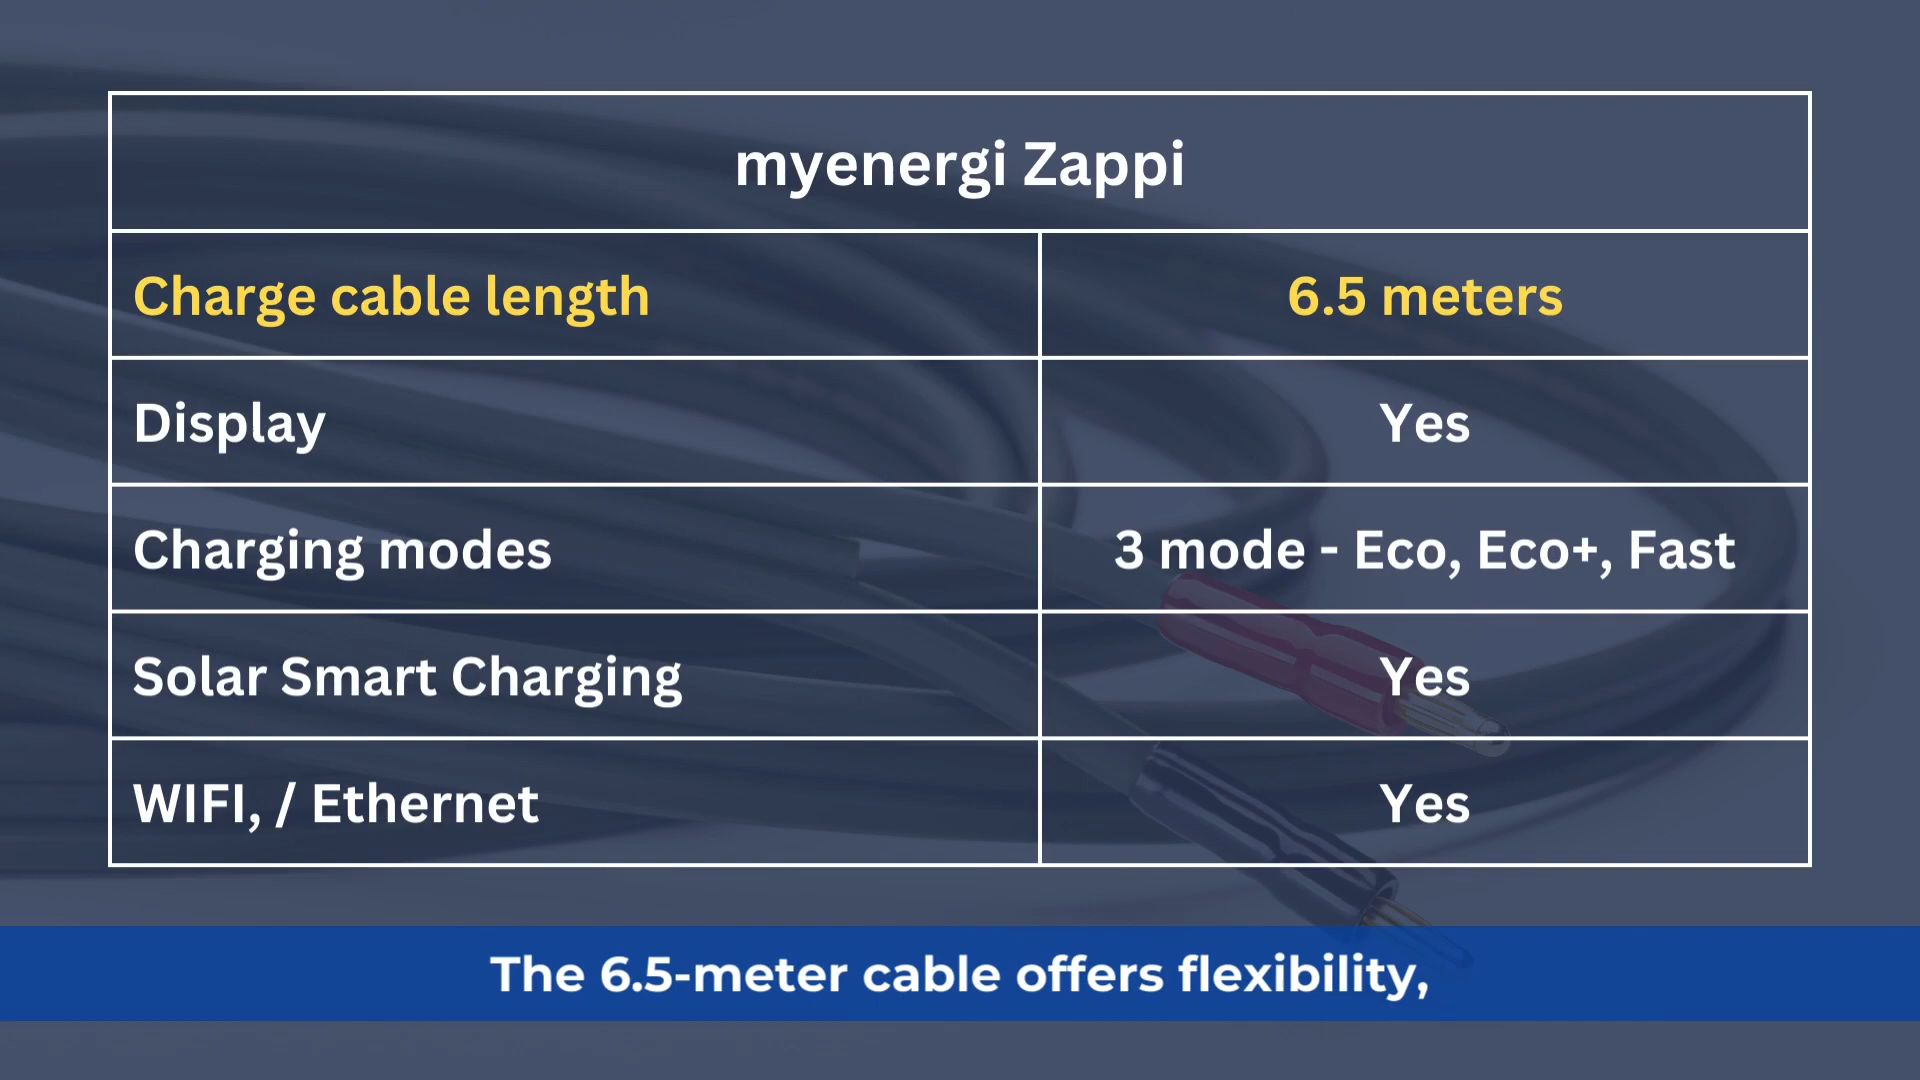 myenergi Zappi
Charge cable length
6.5 meters
Display
Yes
Charging modes
3 mode - Eco, Eco+, Fast
Solar Smart Charging
Yes
WIFI, / Ethernet
Yes
The 6.5-meter cable offers flexibility,